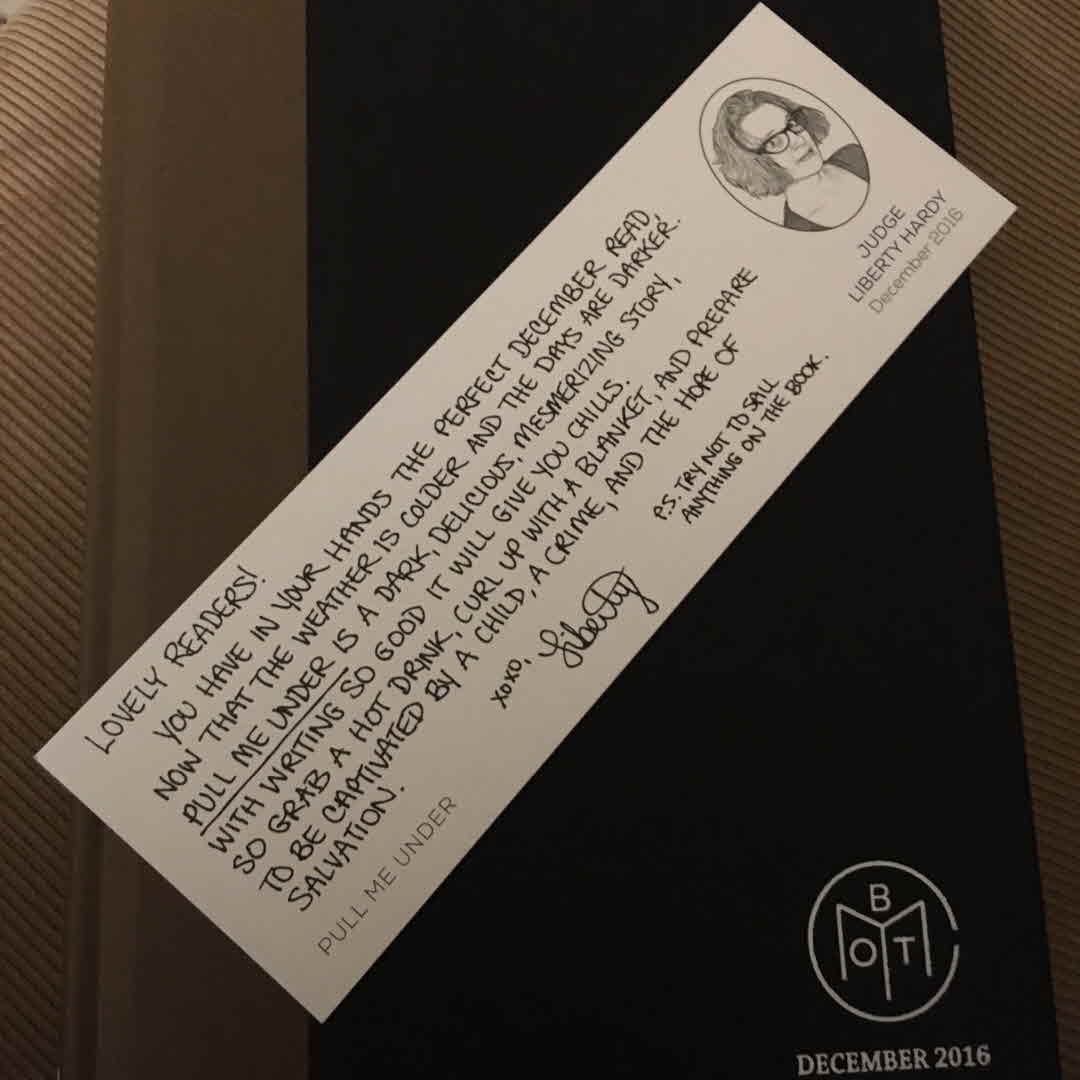 JUDGE
LIBERTY HARDY
December 2016
LOVELY READERS!
YOU HAVE IN YOUR HANDS THE PERFECT DECEMBER READ,
NOW THAT THE WEATHER IS COLDER AND THE DAYS ARE DARKER.
PULL ME UNDER IS A DARK, DELICIOUS, MESMERIZING STORY,
WITH WRITING SO GOOD IT WILL GIVE YOU CHILLS.
SO GRAB A HOT DRINK, CURL UP WITH A BLANKET, AND PREPARE
TO BE CAPTIVATED BY A CHILD, A CRIME, AND THE HOPE OF
SALVATION.
XOXO,
Liberty
P.S. TRY NOT TO SPILL
ANYTHING ON THE BOOK.
PULL ME UNDER
B
O T
M
DECEMBER 2016